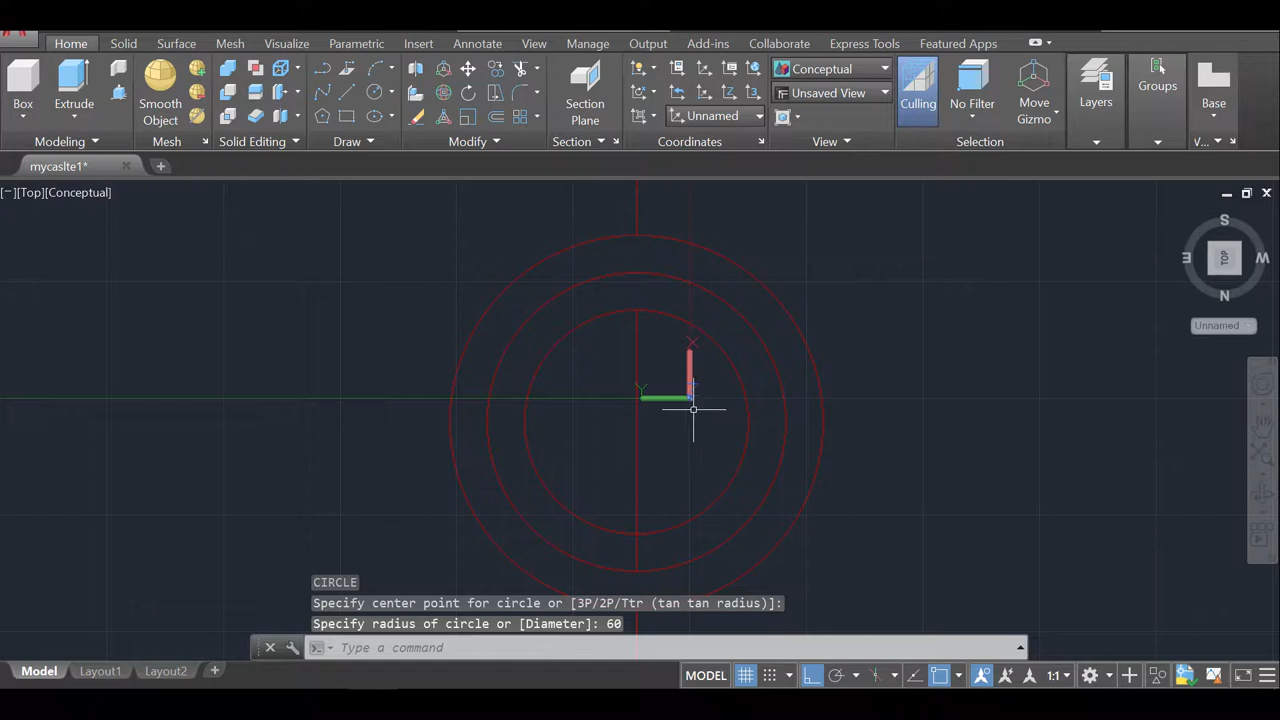 Home Solid Surface Mesh Visualize Parametric Insert Annotate View Manage Output Add-ins Collaborate Express Tools Featured Apps
Box Extrude Smooth Object Section Plane Conceptual Unsaved View Unnamed Culling No Filter Move Gizmo Layers Groups Base
Modeling Mesh Solid Editing Draw Modify Section Coordinates View Selection V...
mycaslte1*
[−][Top][Conceptual]
S
E TOP W
N
Unnamed
X
Y
CIRCLE
Specify center point for circle or [3P/2P/Ttr (tan tan radius)]:
Specify radius of circle or [Diameter]: 60
Type a command
Model Layout1 Layout2 + MODEL 1:1